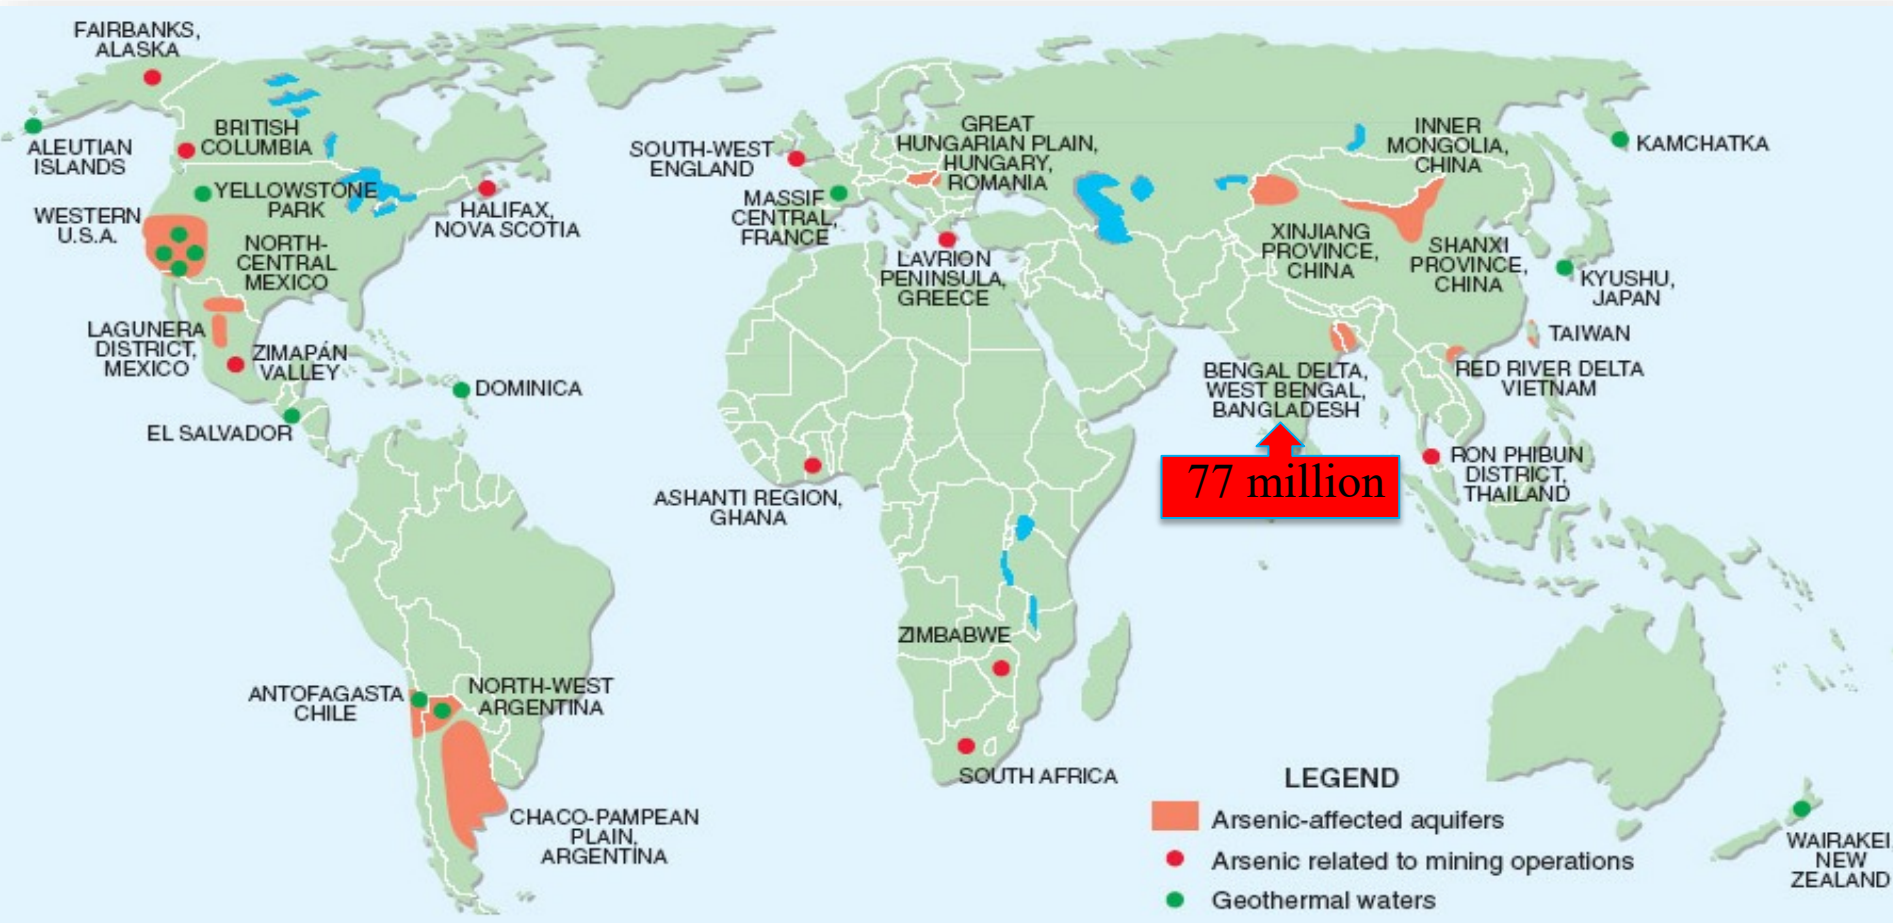 FAIRBANKS,
ALASKA
ALEUTIAN
ISLANDS
BRITISH
COLUMBIA
YELLOWSTONE
PARK
WESTERN
U.S.A.
NORTH-
CENTRAL
MEXICO
HALIFAX,
NOVA SCOTIA
LAGUNERA
DISTRICT,
MEXICO
ZIMAPÁN
VALLEY
DOMINICA
EL SALVADOR
ANTOFAGASTA
CHILE
NORTH-WEST
ARGENTINA
CHACO-PAMPEAN
PLAIN,
ARGENTINA
SOUTH-WEST
ENGLAND
MASSIF
CENTRAL,
FRANCE
GREAT
HUNGARIAN PLAIN,
HUNGARY,
ROMANIA
LAVRION
PENINSULA,
GREECE
ASHANTI REGION,
GHANA
ZIMBABWE
SOUTH AFRICA
INNER
MONGOLIA,
CHINA
KAMCHATKA
XINJIANG
PROVINCE,
CHINA
SHANXI
PROVINCE,
CHINA
KYUSHU,
JAPAN
TAIWAN
RED RIVER DELTA
VIETNAM
BENGAL DELTA,
WEST BENGAL,
BANGLADESH
77 million
RON PHIBUN
DISTRICT,
THAILAND
WAIRAKEI,
NEW
ZEALAND
LEGEND
Arsenic-affected aquifers
Arsenic related to mining operations
Geothermal waters